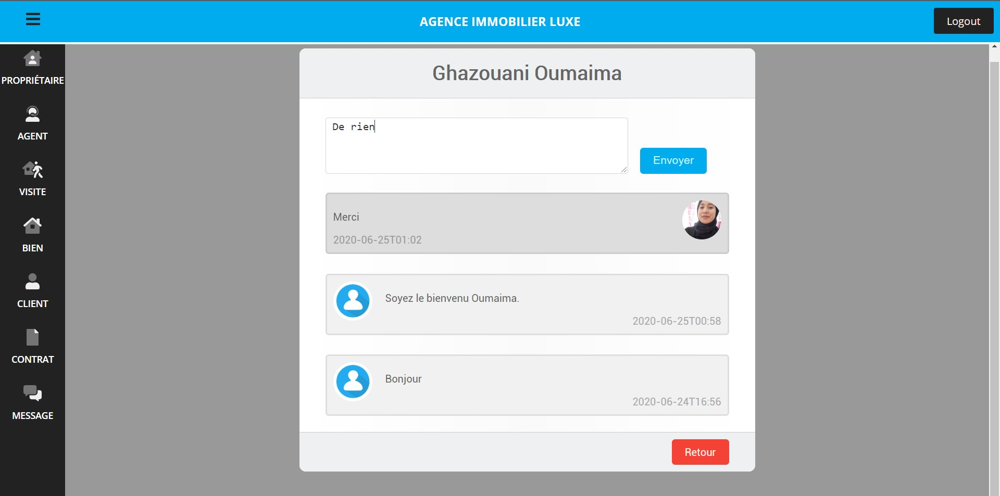 AGENCE IMMOBILIER LUXE
Logout
PROPRIÉTAIRE
AGENT
VISITE
BIEN
CLIENT
CONTRAT
MESSAGE
Ghazouani Oumaima
De rien
Envoyer
Merci
2020-06-25T01:02
Soyez le bienvenu Oumaima.
2020-06-25T00:58
Bonjour
2020-06-24T16:56
Retour